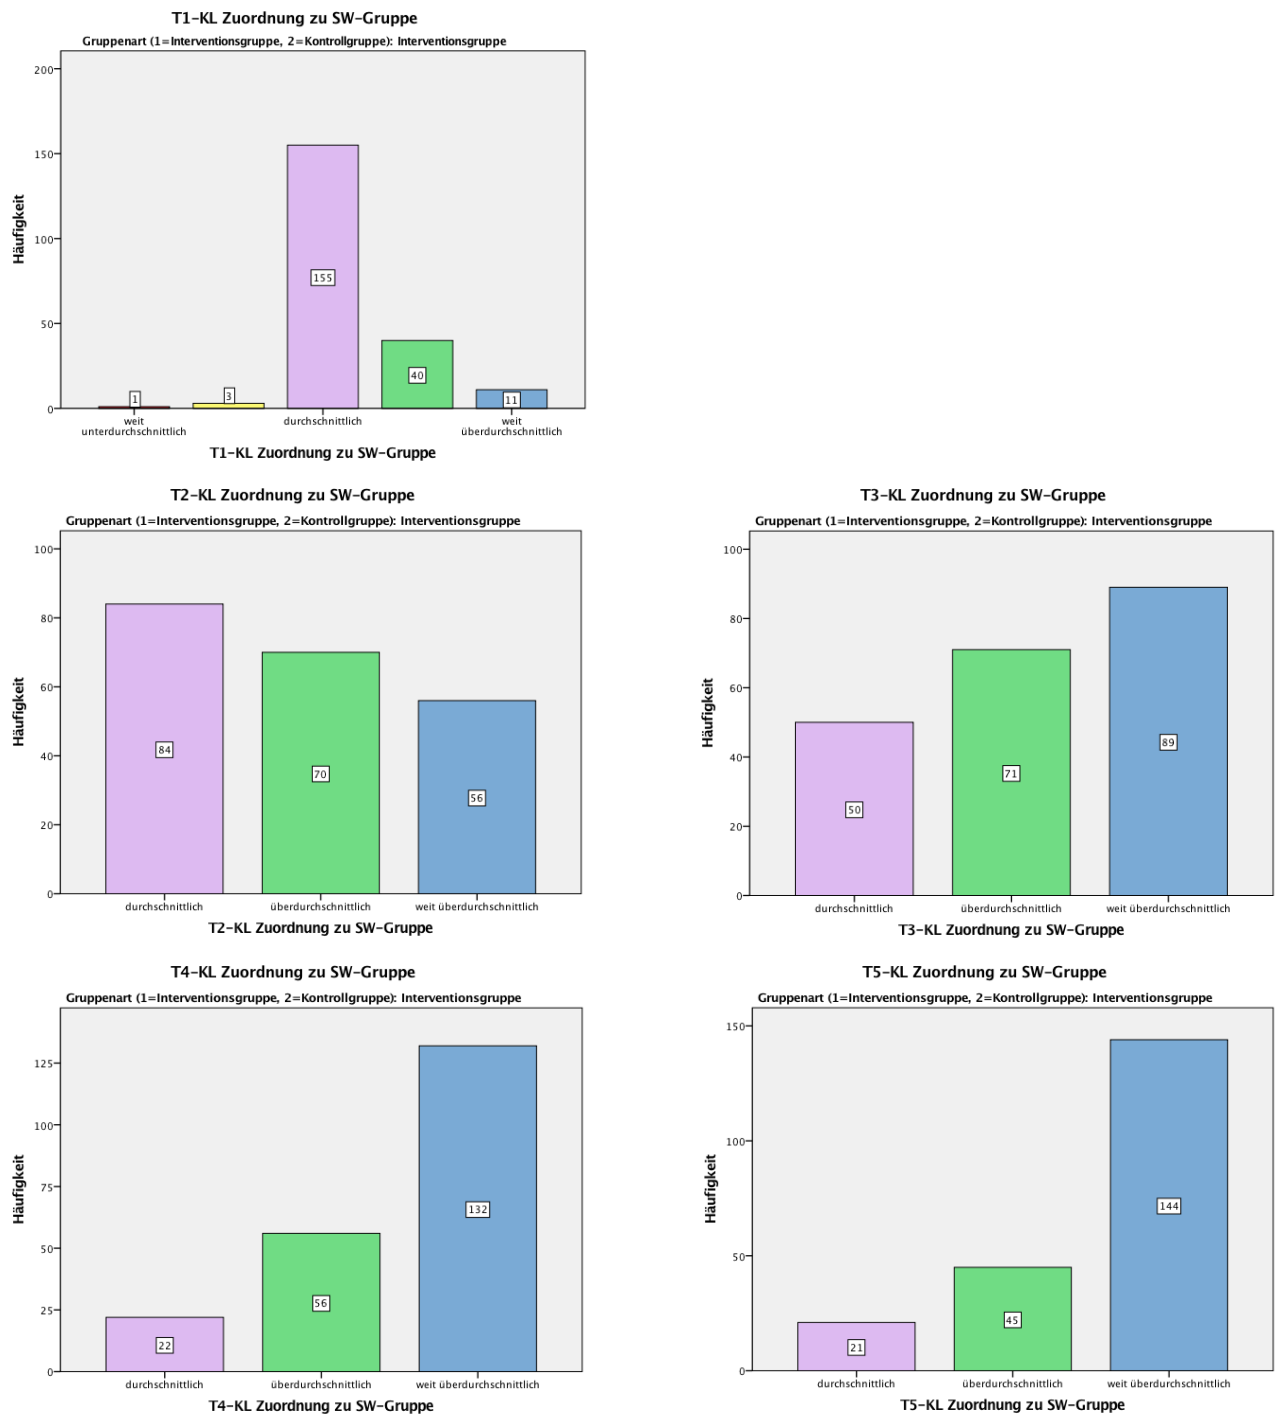 T1-KL Zuordnung zu SW-Gruppe
Gruppenart (1=Interventionsgruppe, 2=Kontrollgruppe): Interventionsgruppe
Häufigkeit
200
150
100
50
0
1
3
155
40
11
weit unterdurchschnittlich
durchschnittlich
weit überdurchschnittlich
T1-KL Zuordnung zu SW-Gruppe
T2-KL Zuordnung zu SW-Gruppe
Gruppenart (1=Interventionsgruppe, 2=Kontrollgruppe): Interventionsgruppe
Häufigkeit
100
80
60
40
20
0
84
70
56
durchschnittlich
überdurchschnittlich
weit überdurchschnittlich
T2-KL Zuordnung zu SW-Gruppe
T3-KL Zuordnung zu SW-Gruppe
Gruppenart (1=Interventionsgruppe, 2=Kontrollgruppe): Interventionsgruppe
Häufigkeit
100
80
60
40
20
0
50
71
89
durchschnittlich
überdurchschnittlich
weit überdurchschnittlich
T3-KL Zuordnung zu SW-Gruppe
T4-KL Zuordnung zu SW-Gruppe
Gruppenart (1=Interventionsgruppe, 2=Kontrollgruppe): Interventionsgruppe
Häufigkeit
125
100
75
50
25
0
22
56
132
durchschnittlich
überdurchschnittlich
weit überdurchschnittlich
T4-KL Zuordnung zu SW-Gruppe
T5-KL Zuordnung zu SW-Gruppe
Gruppenart (1=Interventionsgruppe, 2=Kontrollgruppe): Interventionsgruppe
Häufigkeit
150
100
50
0
21
45
144
durchschnittlich
überdurchschnittlich
weit überdurchschnittlich
T5-KL Zuordnung zu SW-Gruppe